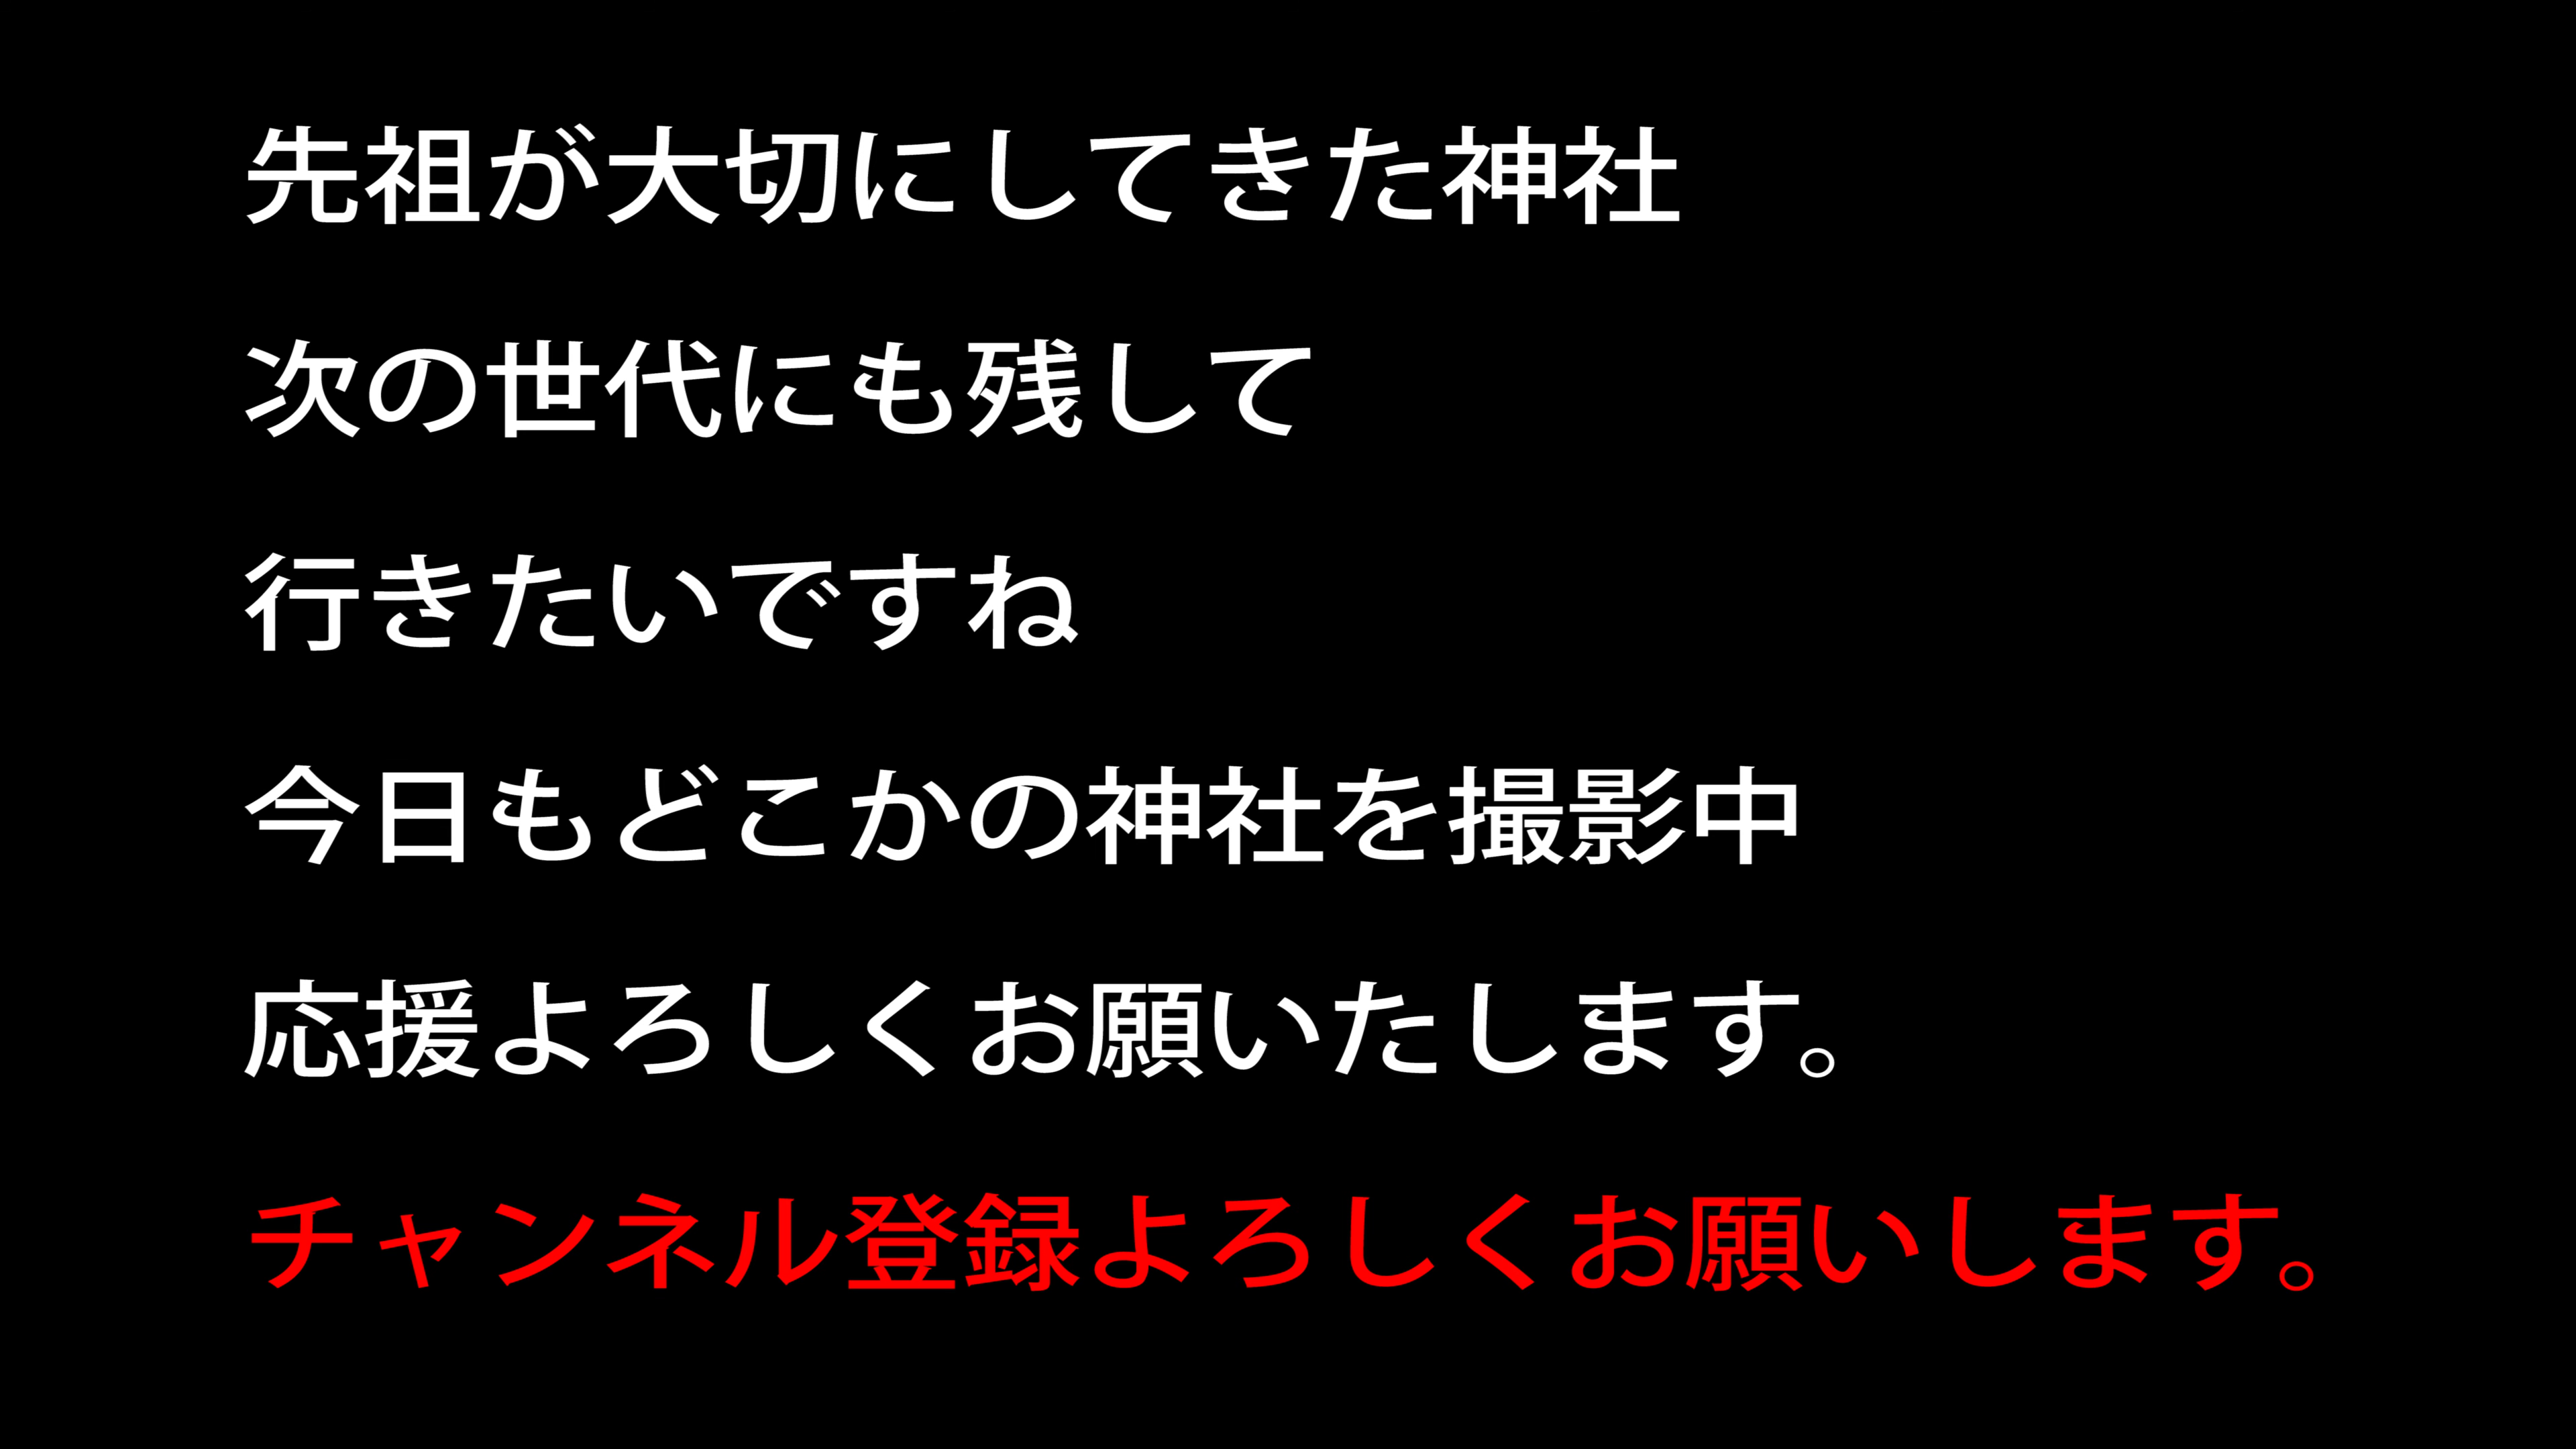 先祖が大切にしてきた神社
次の世代にも残して
行きたいですね
今日もどこかの神社を撮影中
応援よろしくお願いたします。
チャンネル登録よろしくお願いします。